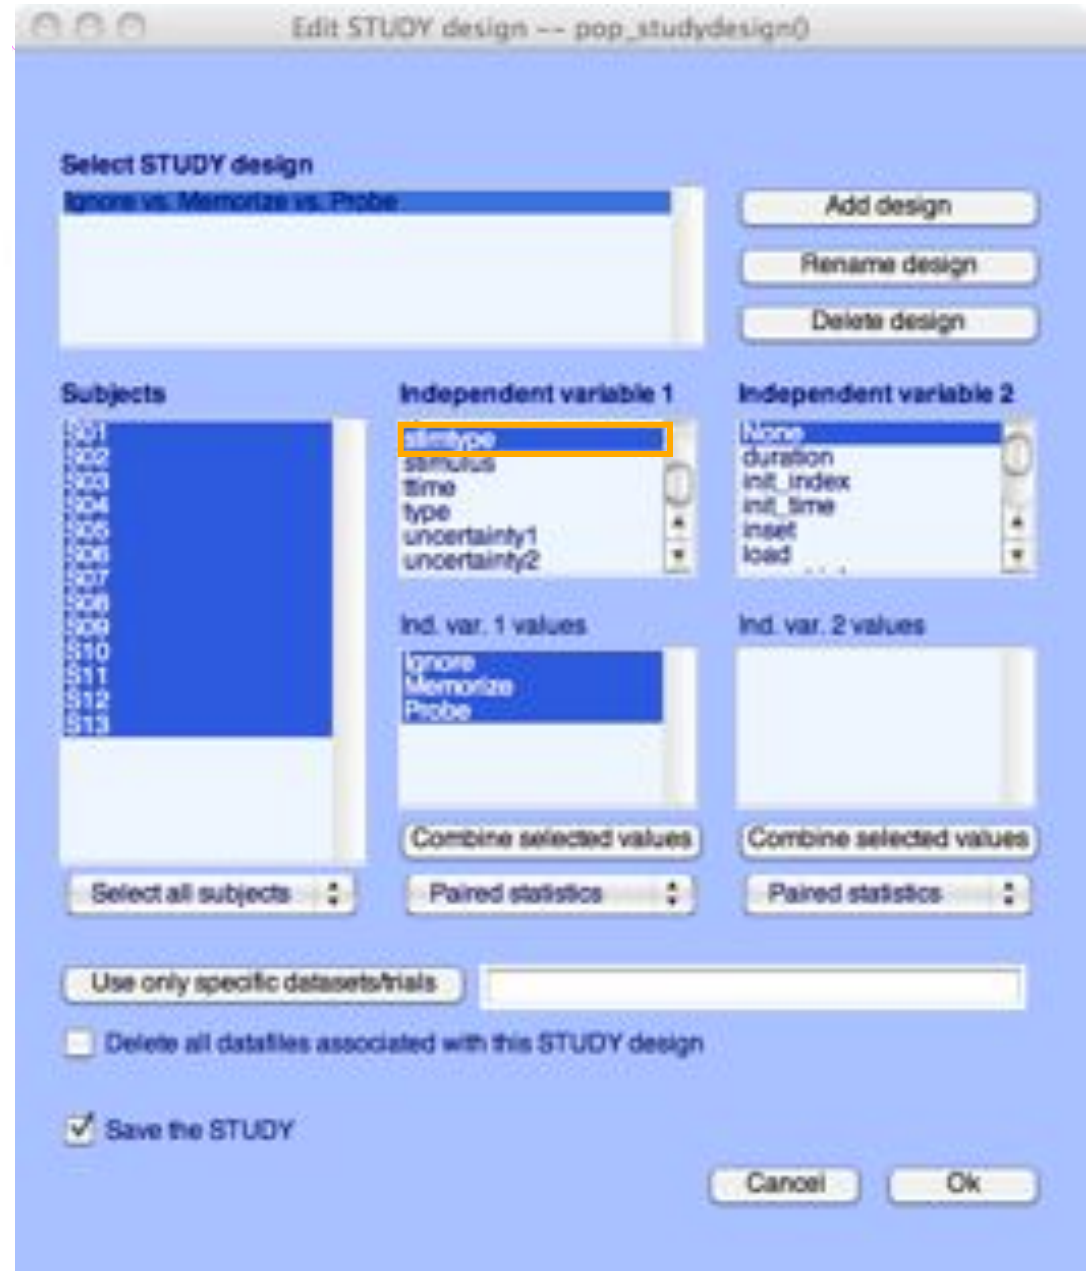 Edit STUDY design -- pop_studydesign()
Select STUDY design
Ignore vs. Memorize vs. Probe
Add design
Rename design
Delete design
Subjects
S01
S02
S03
S04
S05
S06
S07
S08
S09
S10
S11
S12
S13
Select all subjects
Independent variable 1
stimtype
stimulus
ttime
type
uncertainty1
uncertainty2
Ind. var. 1 values
Ignore
Memorize
Probe
Combine selected values
Paired statistics
Independent variable 2
None
duration
init_index
init_time
inset
load
Ind. var. 2 values
Combine selected values
Paired statistics
Use only specific datasets/trials
Delete all datafiles associated with this STUDY design
Save the STUDY
Cancel
Ok